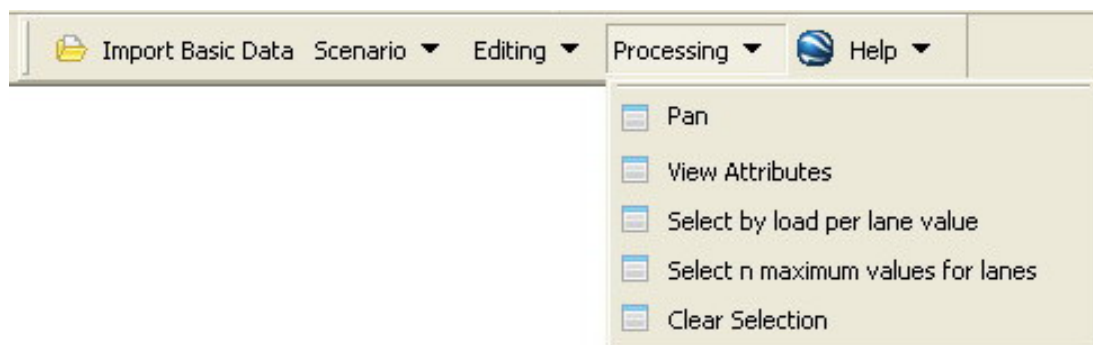 Import Basic Data Scenario Editing Processing Help
Pan
View Attributes
Select by load per lane value
Select n maximum values for lanes
Clear Selection